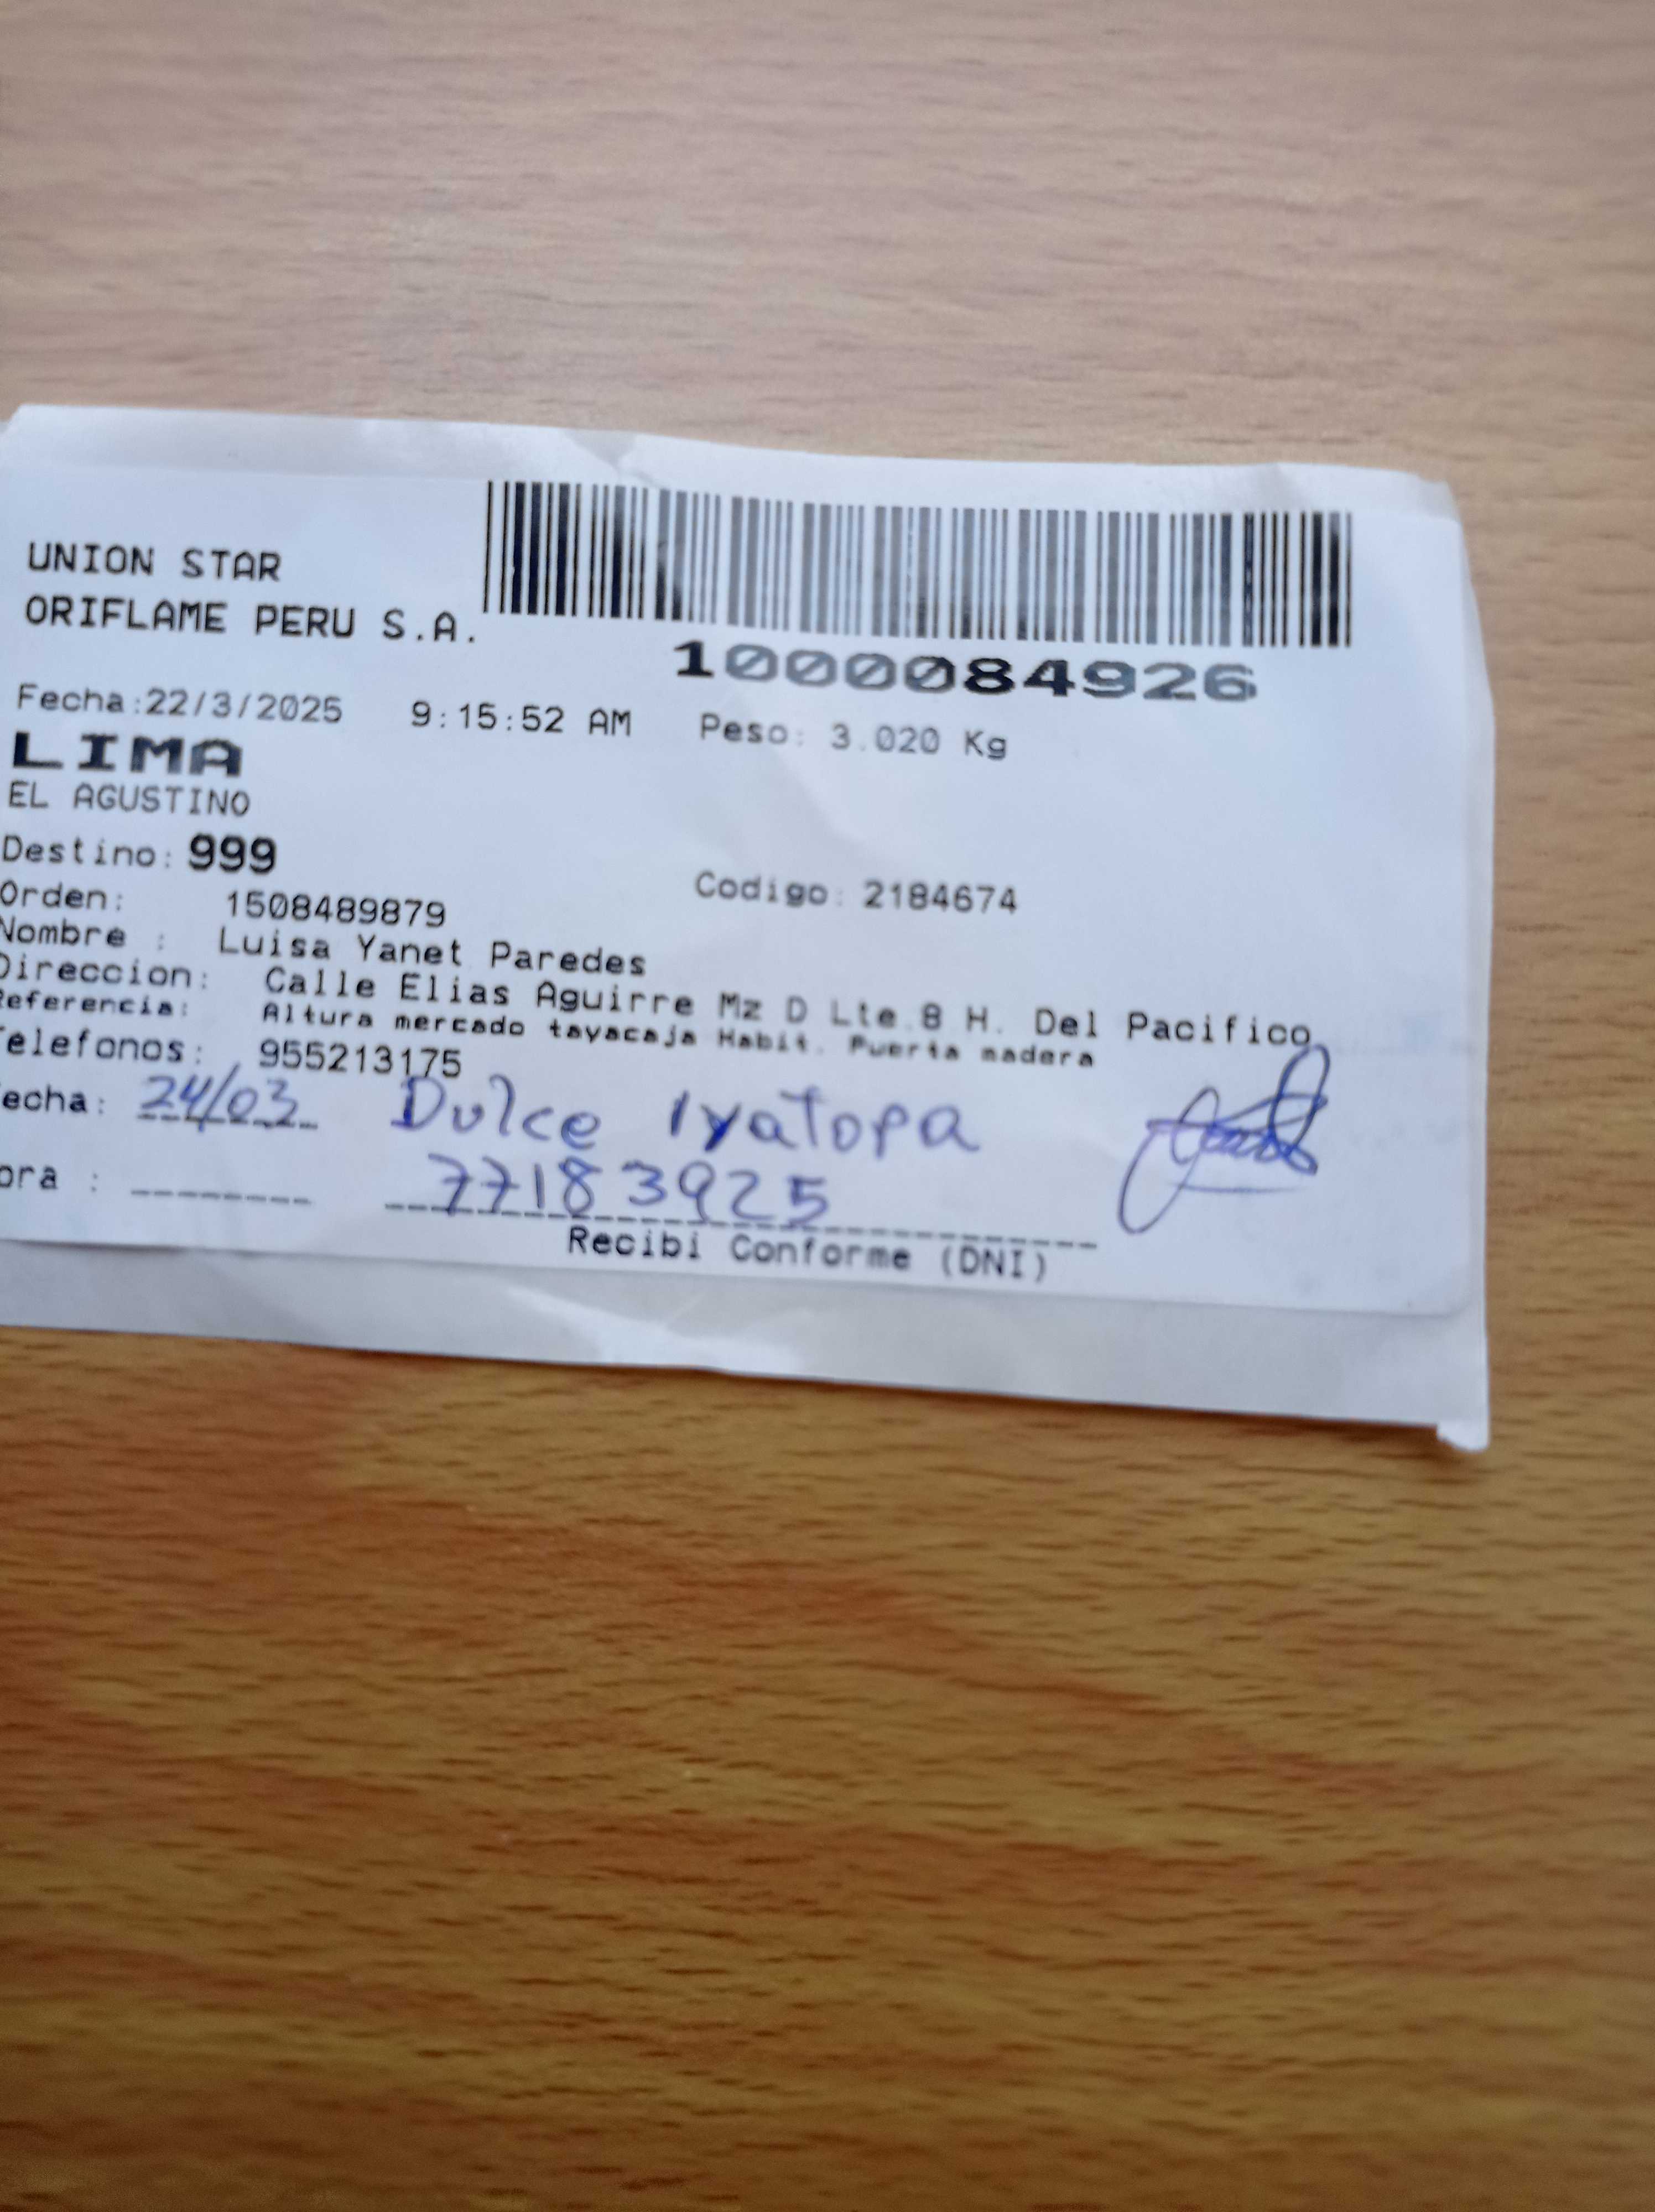 UNION STAR
ORIFLAME PERU S.A.
1000084926
Fecha:22/3/2025 9:15:52 AM Peso: 3.020 Kg
LIMA
EL AGUSTINO
Destino: 999
Orden: 1508489879 Codigo: 2184674
Nombre : Luisa Yanet Paredes
Direccion: Calle Elias Aguirre Mz D Lte.8 H. Del Pacifico
Referencia: Altura mercado tayacaja Habit. Puerta madera
Telefonos: 955213175
echa: 24/03 Dulce Iyatopa
ora : 77183925
Recibi Conforme (DNI)